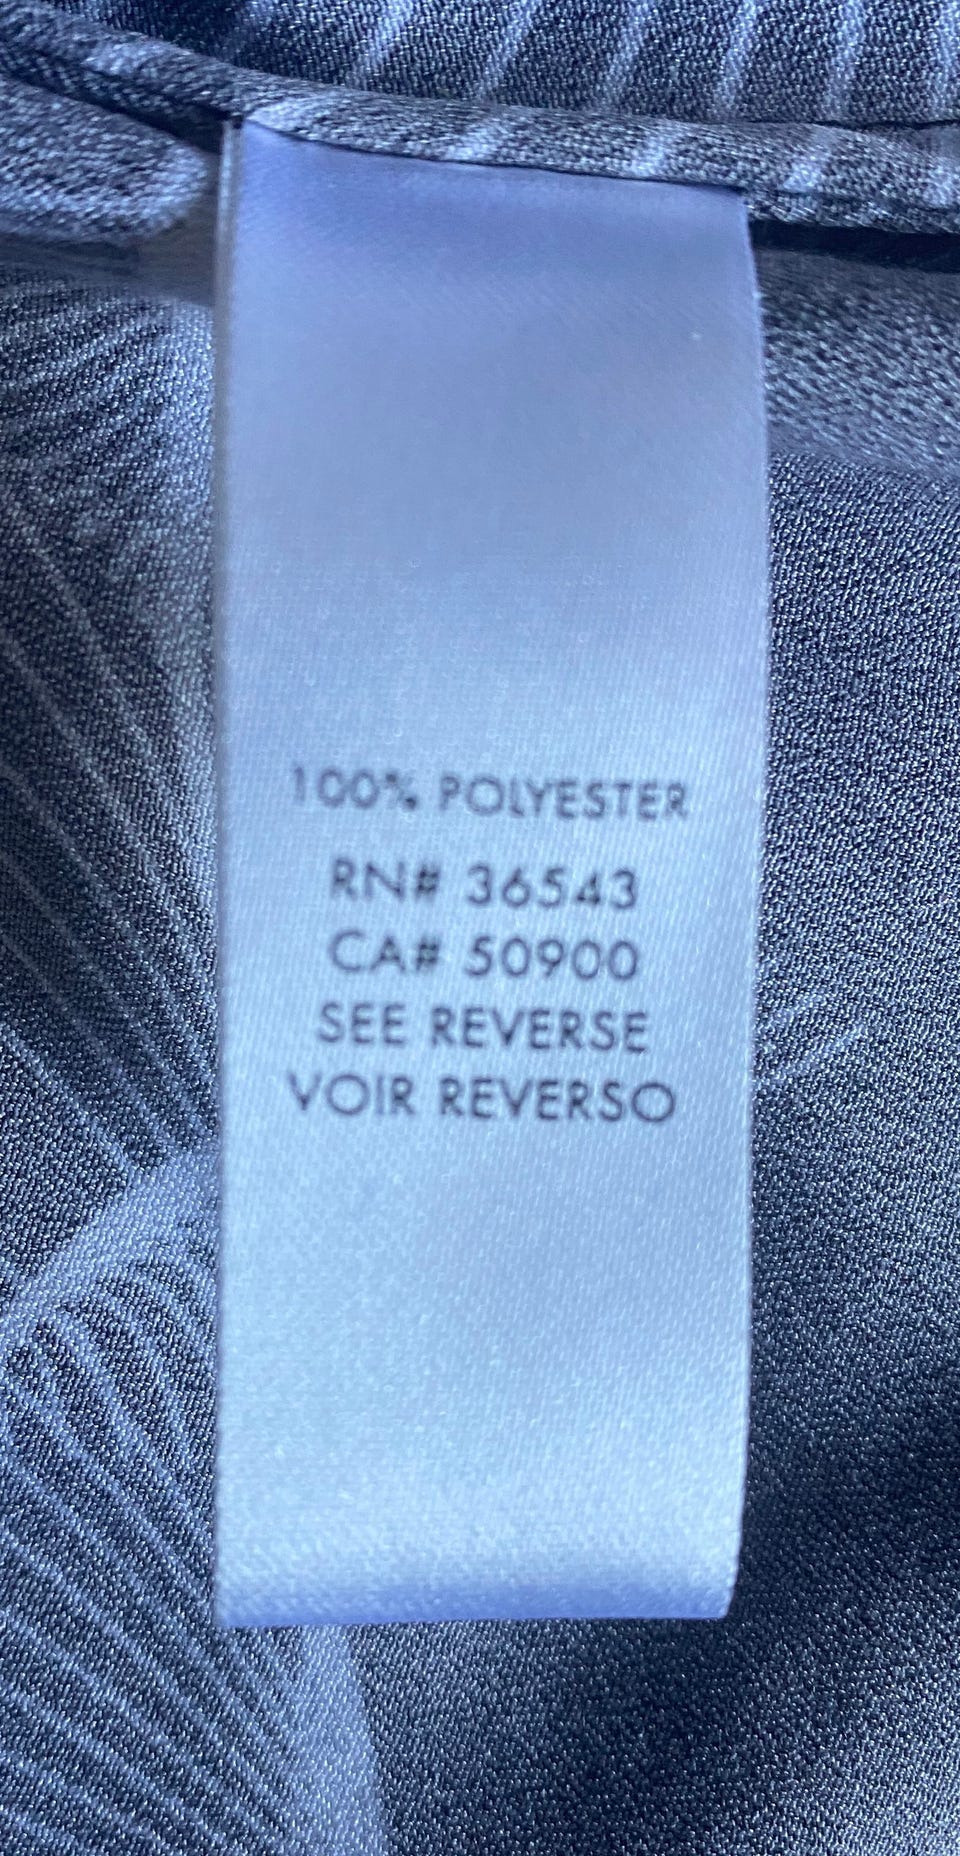 100% POLYESTER
RN# 36543
CA# 50900
SEE REVERSE
VOIR REVERSO